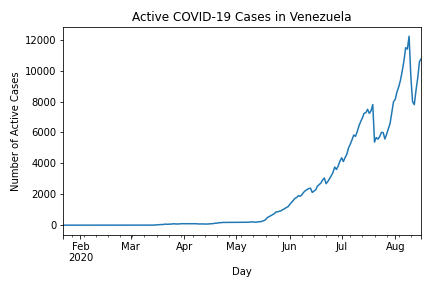 Active COVID-19 Cases in Venezuela
12000
10000
8000
6000
4000
2000
0
Number of Active Cases
Feb
2020
Mar
Apr
May
Jun
Jul
Aug
Day